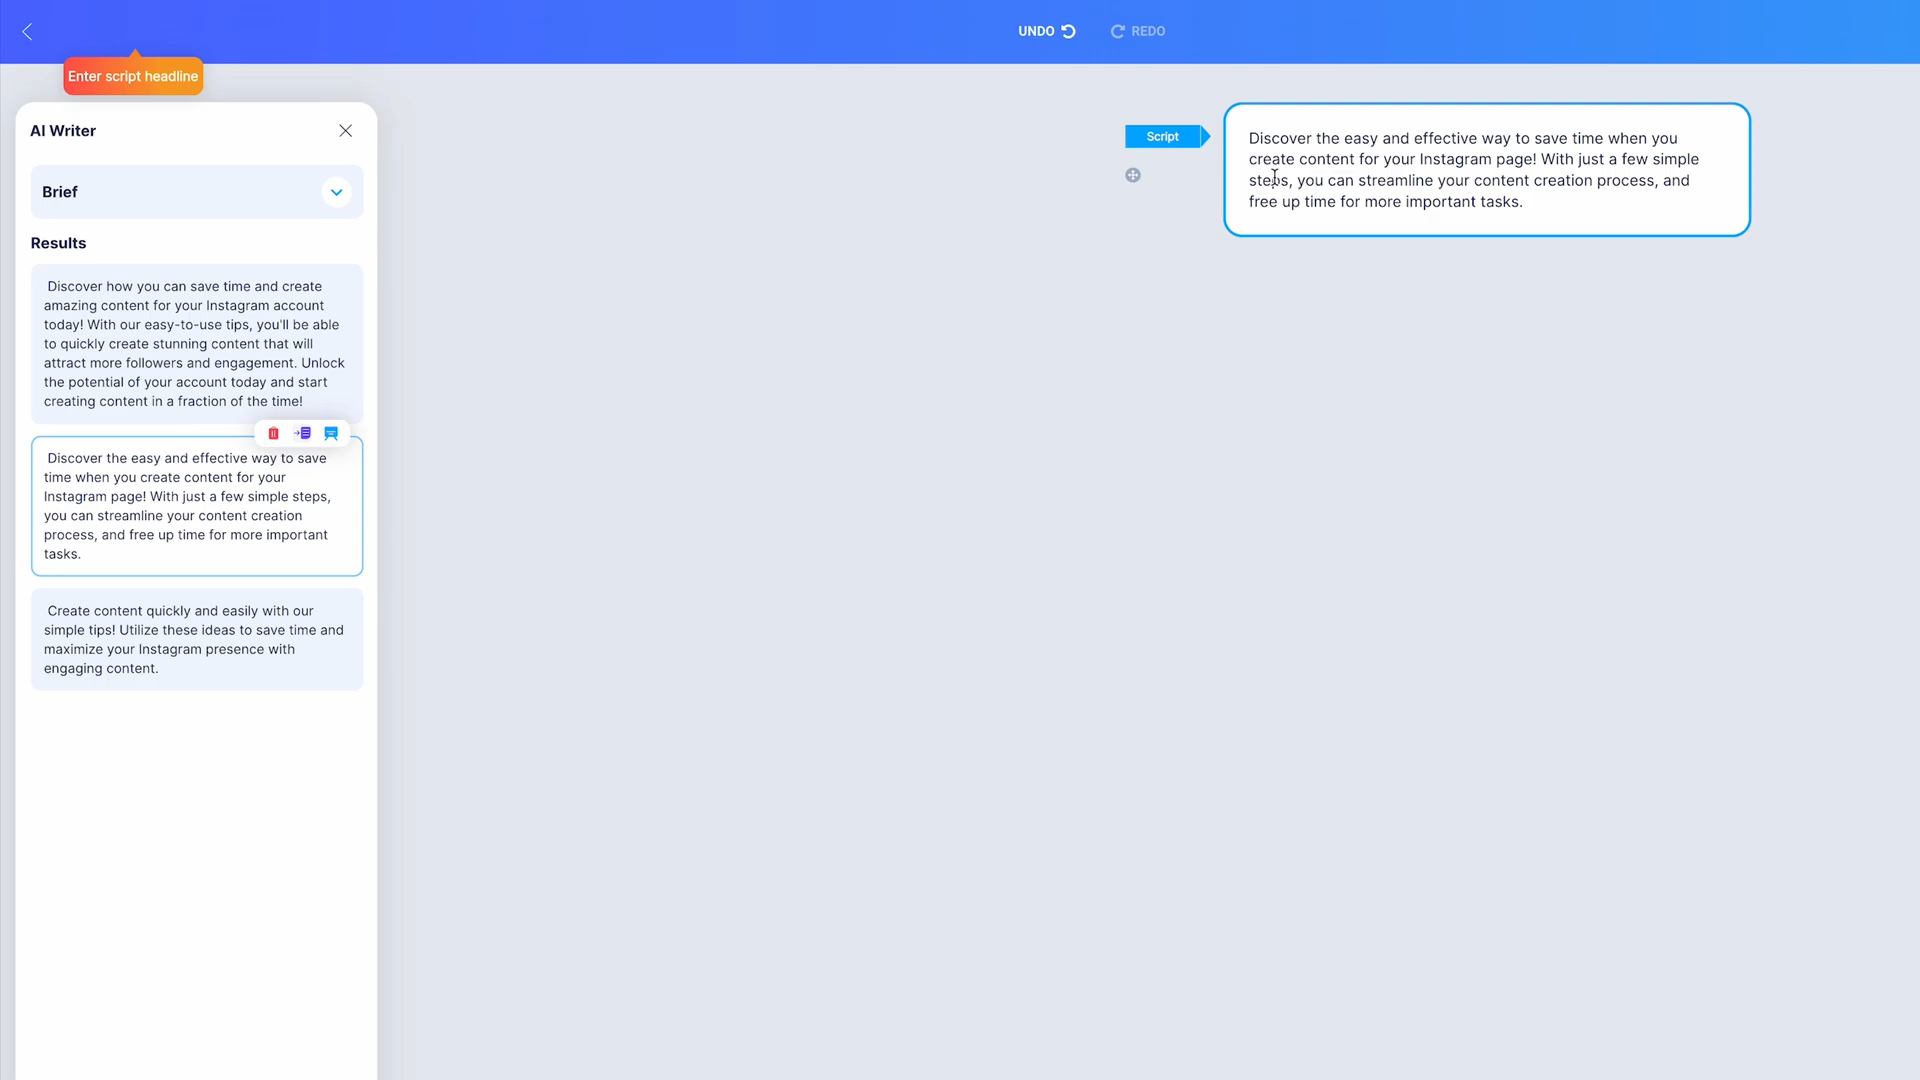 UNDO
REDO
Enter script headline
AI Writer
Brief
Results
Discover how you can save time and create
amazing content for your Instagram account
today! With our easy-to-use tips, you'll be able
to quickly create stunning content that will
attract more followers and engagement. Unlock
the potential of your account today and start
creating content in a fraction of the time!
Discover the easy and effective way to save
time when you create content for your
Instagram page! With just a few simple steps,
you can streamline your content creation
process, and free up time for more important
tasks.
Create content quickly and easily with our
simple tips! Utilize these ideas to save time and
maximize your Instagram presence with
engaging content.
Script
Discover the easy and effective way to save time when you
create content for your Instagram page! With just a few simple
steps, you can streamline your content creation process, and
free up time for more important tasks.